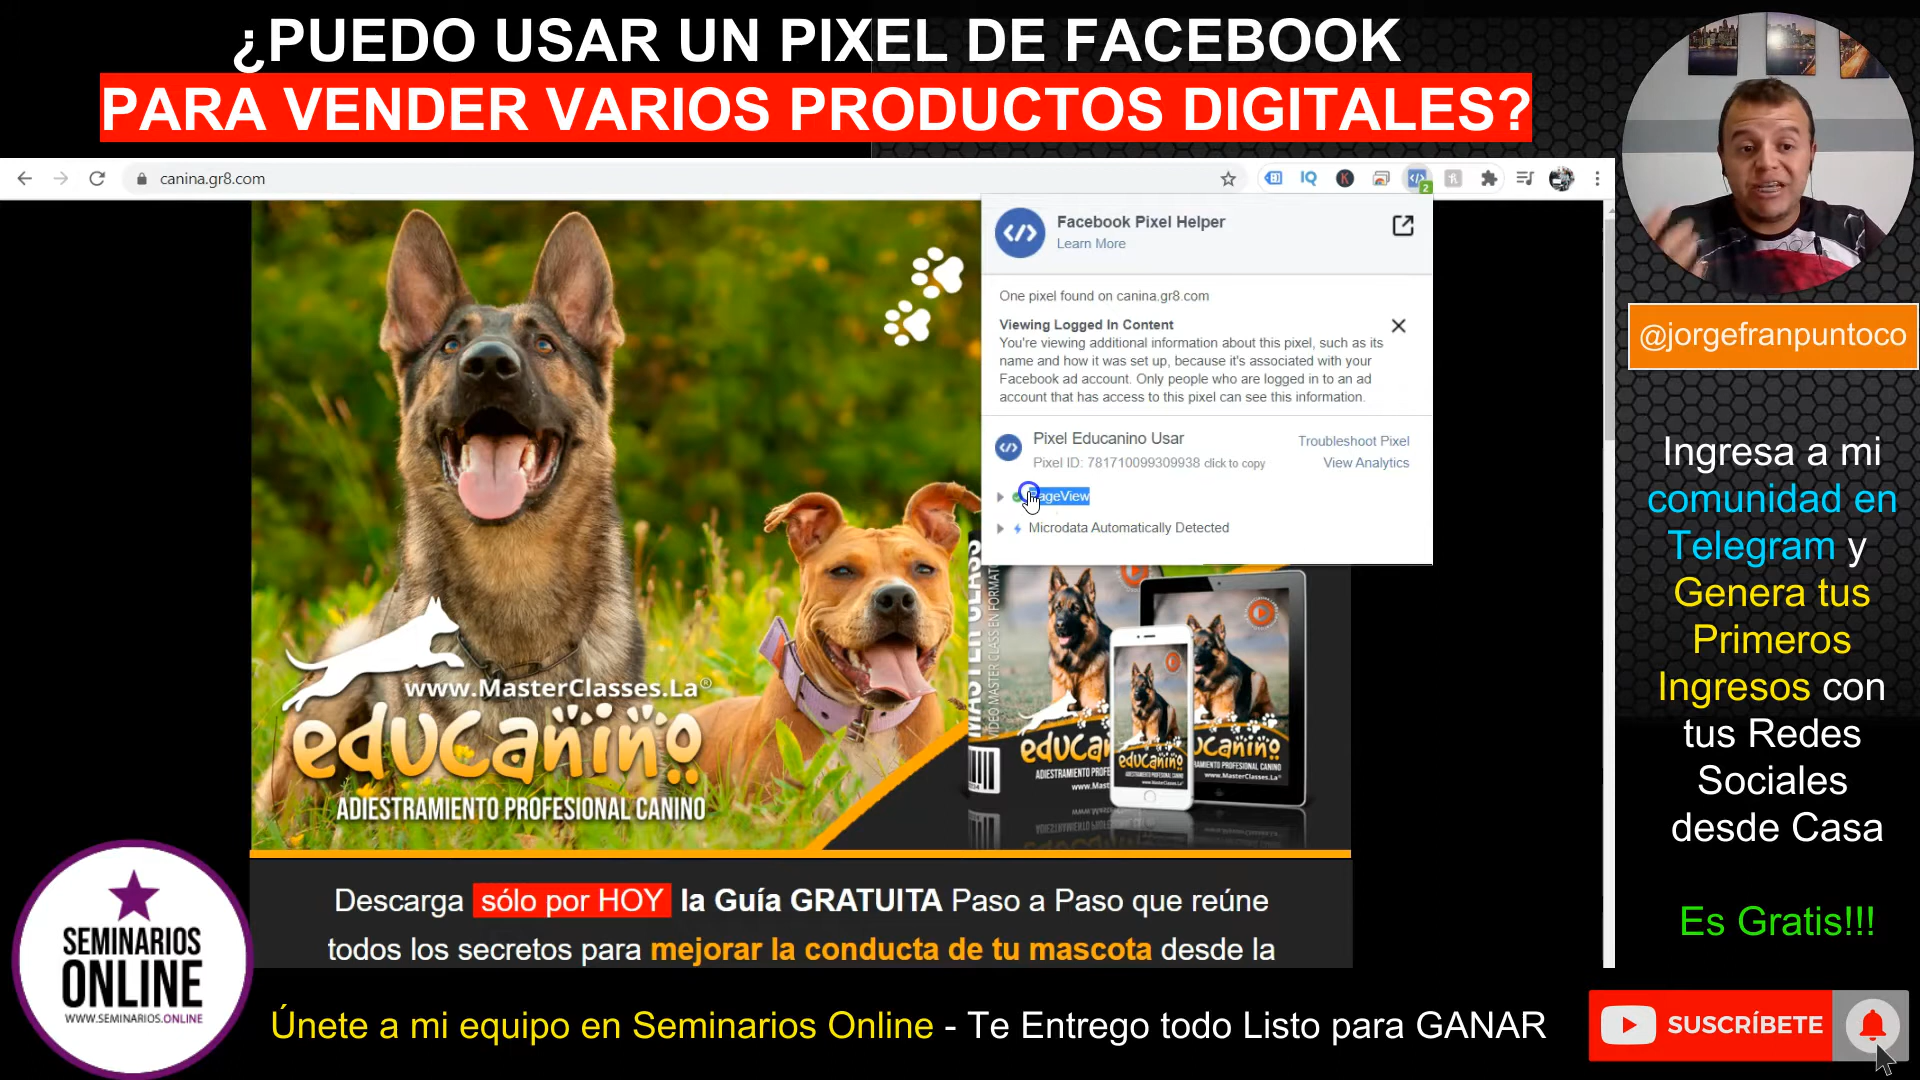 ¿PUEDO USAR UN PIXEL DE FACEBOOK
PARA VENDER VARIOS PRODUCTOS DIGITALES?
canina.gr8.com
IQ
K
2
Facebook Pixel Helper
Learn More
One pixel found on canina.gr8.com
Viewing Logged In Content
You're viewing additional information about this pixel, such as its
name and how it was set up, because it's associated with your
Facebook ad account. Only people who are logged in to an ad
account that has access to this pixel can see this information.
Pixel Educanino Usar
Troubleshoot Pixel
Pixel ID: 781710099309938 click to copy
View Analytics
ageView
Microdata Automatically Detected
www.MasterClasses.La®
educanino
ADIESTRAMIENTO PROFESIONAL CANINO
MASTER CLASS
educanino
@jorgefranpuntoco
Ingresa a mi
comunidad en
Telegram y
Genera tus
Primeros
Ingresos con
tus Redes
Sociales
desde Casa
Es Gratis!!!
Descarga sólo por HOY la Guía GRATUITA Paso a Paso que reúne
todos los secretos para mejorar la conducta de tu mascota desde la
SEMINARIOS
ONLINE
WWW.SEMINARIOS.ONLINE
Únete a mi equipo en Seminarios Online - Te Entrego todo Listo para GANAR
SUSCRÍBETE